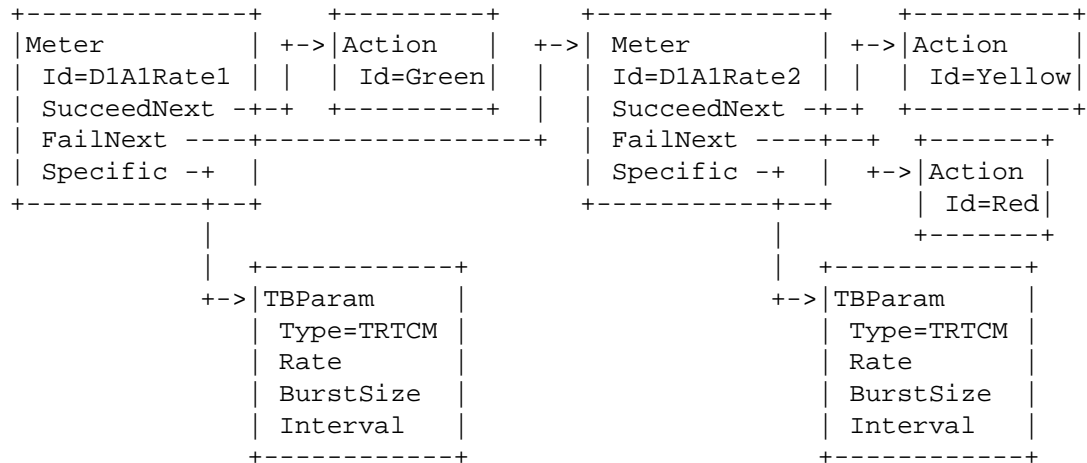 +--------------+    +---------+      +--------------+    +----------+
|Meter         | +->|Action   |  +->| Meter        | +->|Action    |
| Id=D1A1Rate1 | |  | Id=Green|  |  | Id=D1A1Rate2 | |  | Id=Yellow|
| SucceedNext -+-+  +---------+  |  | SucceedNext -+-+  +----------+
| FailNext ----+-----------------+  | FailNext ----+--+  +-------+
| Specific -+  |                    | Specific -+  |  +->|Action |
+-----------+--+                    +-----------+--+     | Id=Red|
            |                                   |        +-------+
            |  +------------+                   |  +------------+
            +->|TBParam     |                   +->|TBParam     |
               | Type=TRTCM |                      | Type=TRTCM |
               | Rate       |                      | Rate       |
               | BurstSize  |                      | BurstSize  |
               | Interval   |                      | Interval   |
               +------------+                      +------------+